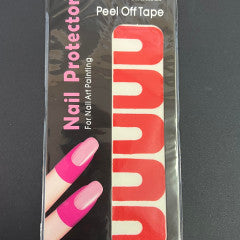 Peel Off Tape
Nail Protector
For Nail Art Painting